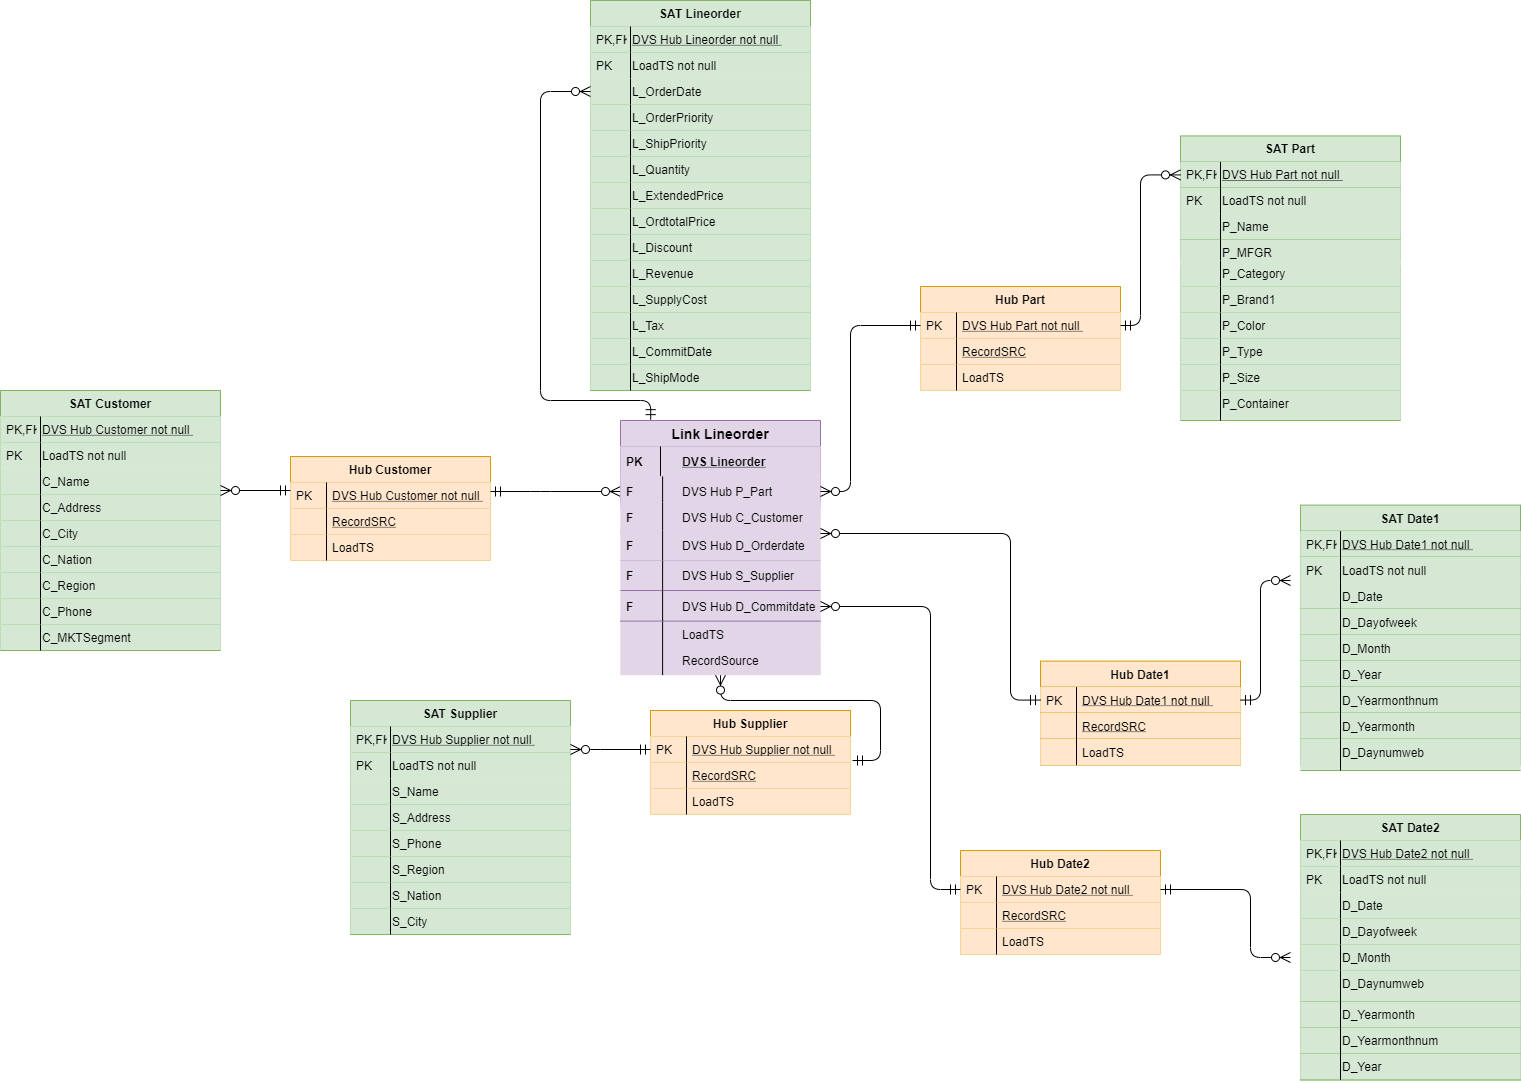 SAT Lineorder
PK,FK DVS Hub Lineorder not null
PK LoadTS not null
L_OrderDate
L_OrderPriority
L_ShipPriority
L_Quantity
L_ExtendedPrice
L_OrdtotalPrice
L_Discount
L_Revenue
L_SupplyCost
L_Tax
L_CommitDate
L_ShipMode
SAT Part
PK,FK DVS Hub Part not null
PK LoadTS not null
P_Name
P_MFGR
P_Category
P_Brand1
P_Color
P_Type
P_Size
P_Container
Hub Part
PK DVS Hub Part not null
RecordSRC
LoadTS
SAT Customer
PK,FK DVS Hub Customer not null
PK LoadTS not null
C_Name
C_Address
C_City
C_Nation
C_Region
C_Phone
C_MKTSegment
Hub Customer
PK DVS Hub Customer not null
RecordSRC
LoadTS
Link Lineorder
PK DVS Lineorder
F DVS Hub P_Part
F DVS Hub C_Customer
F DVS Hub D_Orderdate
F DVS Hub S_Supplier
F DVS Hub D_Commitdate
LoadTS
RecordSource
SAT Date1
PK,FK DVS Hub Date1 not null
PK LoadTS not null
D_Date
D_Dayofweek
D_Month
D_Year
D_Yearmonthnum
D_Yearmonth
D_Daynumweb
Hub Date1
PK DVS Hub Date1 not null
RecordSRC
LoadTS
SAT Supplier
PK,FK DVS Hub Supplier not null
PK LoadTS not null
S_Name
S_Address
S_Phone
S_Region
S_Nation
S_City
Hub Supplier
PK DVS Hub Supplier not null
RecordSRC
LoadTS
Hub Date2
PK DVS Hub Date2 not null
RecordSRC
LoadTS
SAT Date2
PK,FK DVS Hub Date2 not null
PK LoadTS not null
D_Date
D_Dayofweek
D_Month
D_Daynumweb
D_Yearmonth
D_Yearmonthnum
D_Year